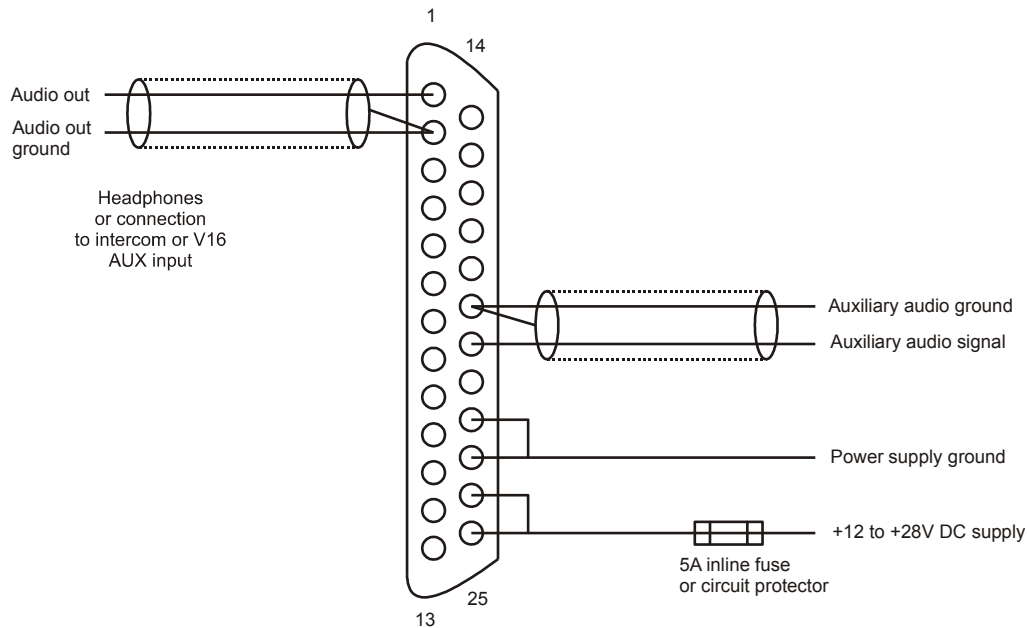 1
14
Audio out
Audio out
ground
Headphones
or connection
to intercom or V16
AUX input
Auxiliary audio ground
Auxiliary audio signal
Power supply ground
+12 to +28V DC supply
5A inline fuse
or circuit protector
25
13